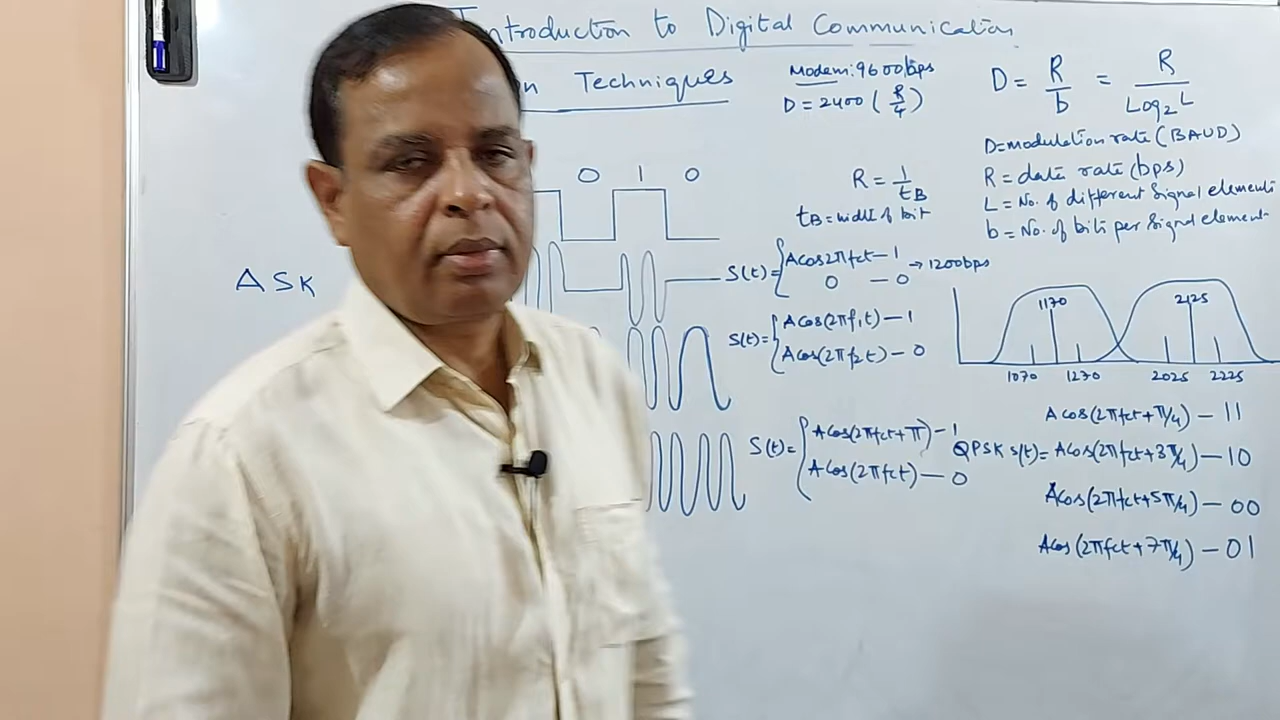 Introduction to Digital Communication
Techniques
Modem: 9600bps
D = 2400 (R/4)
D = R/b = R/Log₂L
D=modulation rate (BAUD)
R = data rate (bps)
L = No. of different Signal elements
b = No. of bits per Signal element
0 1 0
R = 1/tB
tB = width of bit
ASK
S(t) = { Acos2πfct — 1
0 — 0 → 1200bps
S(t) = { Acos(2πf1t) — 1
Acos(2πf2t) — 0
1170 2125
1070 1270 2025 2225
S(t) = { Acos(2πfct+π) — 1
Acos(2πfct) — 0
Acos(2πfct+π/4) — 11
QPSK s(t) = Acos(2πfct+3π/4) — 10
Acos(2πfct+5π/4) — 00
Acos(2πfct+7π/4) — 01